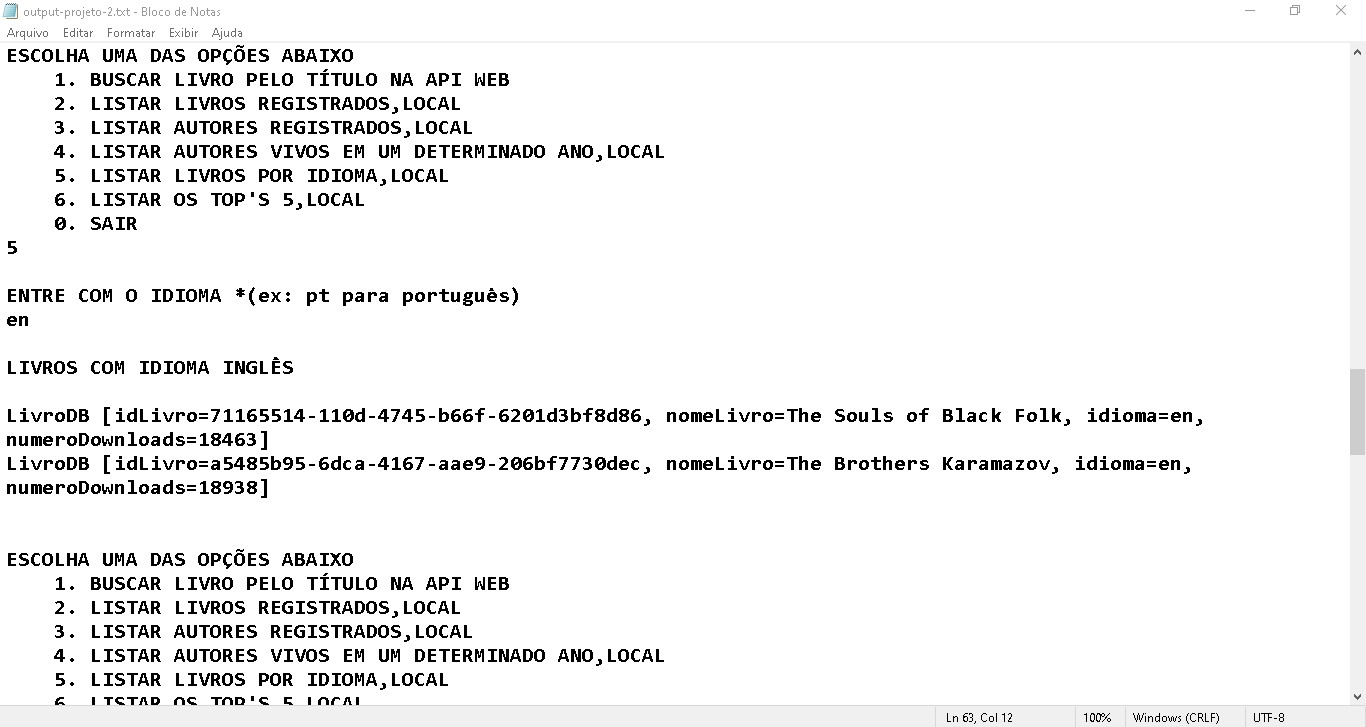 output-projeto-2.txt - Bloco de Notas
Arquivo Editar Formatar Exibir Ajuda
ESCOLHA UMA DAS OPÇÕES ABAIXO
1. BUSCAR LIVRO PELO TÍTULO NA API WEB
2. LISTAR LIVROS REGISTRADOS,LOCAL
3. LISTAR AUTORES REGISTRADOS,LOCAL
4. LISTAR AUTORES VIVOS EM UM DETERMINADO ANO,LOCAL
5. LISTAR LIVROS POR IDIOMA,LOCAL
6. LISTAR OS TOP'S 5,LOCAL
0. SAIR
5
ENTRE COM O IDIOMA *(ex: pt para português)
en
LIVROS COM IDIOMA INGLÊS
LivroDB [idLivro=71165514-110d-4745-b66f-6201d3bf8d86, nomeLivro=The Souls of Black Folk, idioma=en,
numeroDownloads=18463]
LivroDB [idLivro=a5485b95-6dca-4167-aae9-206bf7730dec, nomeLivro=The Brothers Karamazov, idioma=en,
numeroDownloads=18938]
ESCOLHA UMA DAS OPÇÕES ABAIXO
1. BUSCAR LIVRO PELO TÍTULO NA API WEB
2. LISTAR LIVROS REGISTRADOS,LOCAL
3. LISTAR AUTORES REGISTRADOS,LOCAL
4. LISTAR AUTORES VIVOS EM UM DETERMINADO ANO,LOCAL
5. LISTAR LIVROS POR IDIOMA,LOCAL
6. LISTAR OS TOP'S 5,LOCAL
Ln 63, Col 12 100% Windows (CRLF) UTF-8